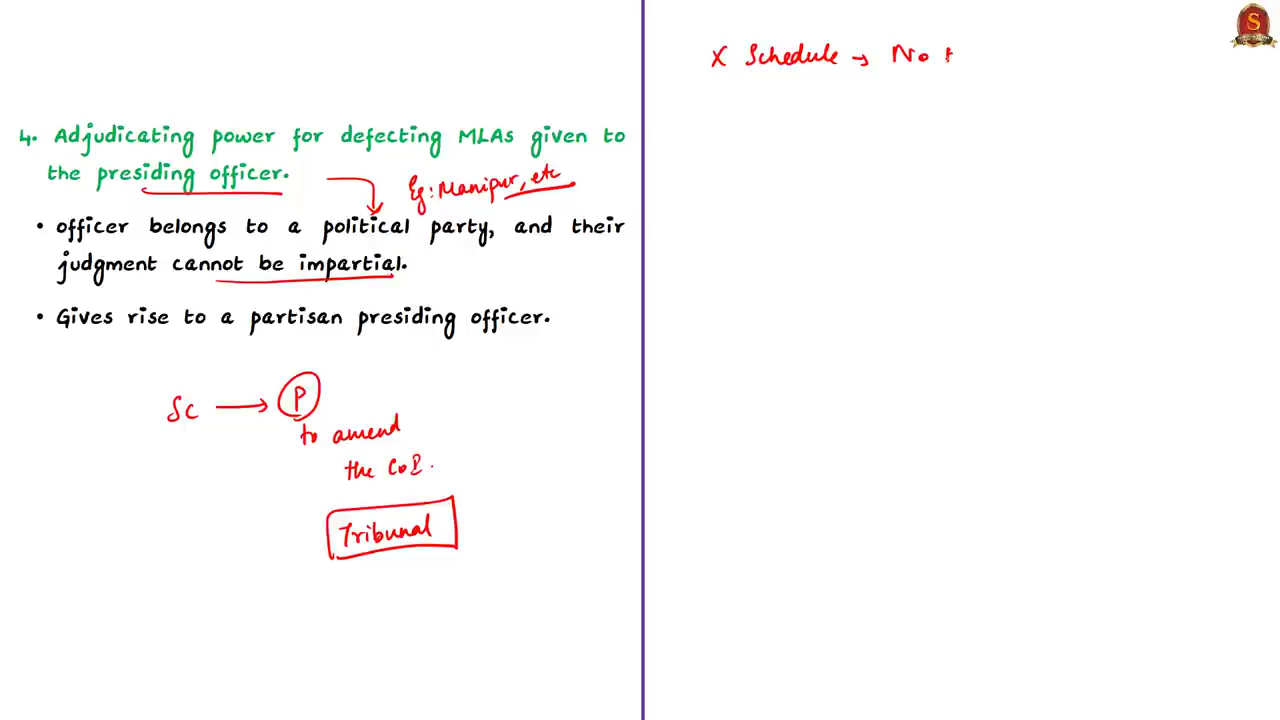 4. Adjudicating power for defecting MLAs given to
the presiding officer.
Eg: Manipur, etc
• officer belongs to a political party, and their
judgment cannot be impartial.
• Gives rise to a partisan presiding officer.
SC → P
to amend
the CoI.
Tribunal
X Schedule → No
S